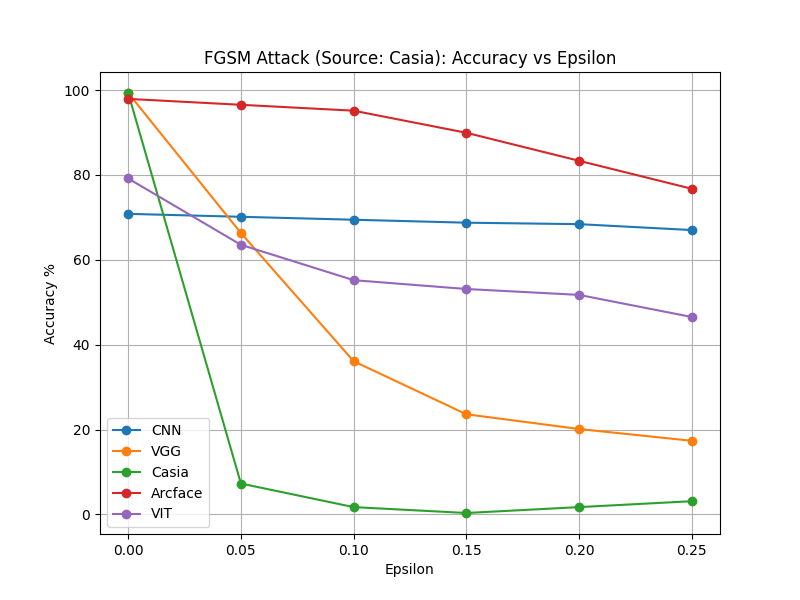 FGSM Attack (Source: Casia): Accuracy vs Epsilon
Accuracy %
100
80
60
40
20
0
CNN
VGG
Casia
Arcface
VIT
0.00 0.05 0.10 0.15 0.20 0.25
Epsilon